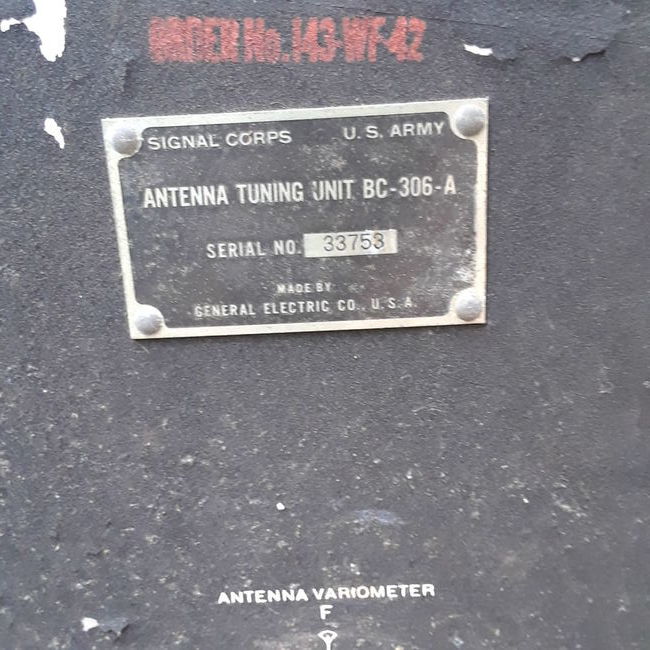 ORDER No. 143-WF-42
SIGNAL CORPS U. S. ARMY
ANTENNA TUNING UNIT BC-306-A
SERIAL NO. 33753
MADE BY
GENERAL ELECTRIC CO., U. S. A.
ANTENNA VARIOMETER
F